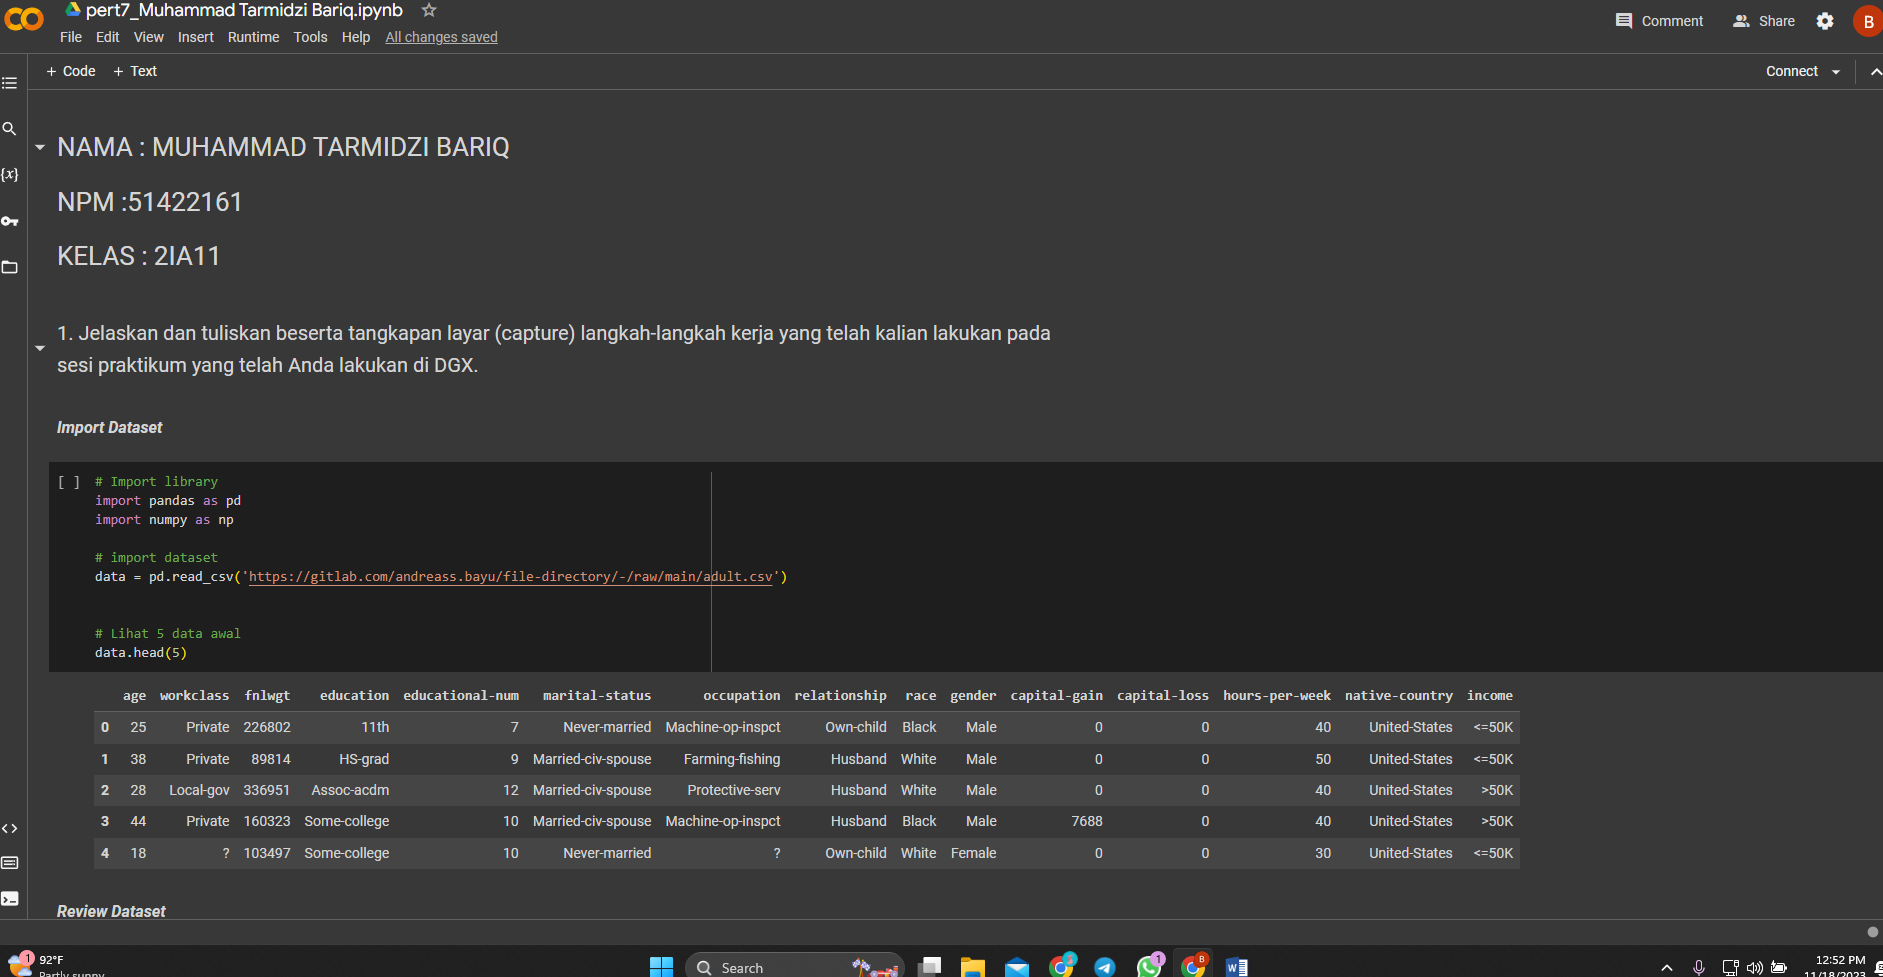 pert7_Muhammad Tarmidzi Bariq.ipynb
File Edit View Insert Runtime Tools Help All changes saved
Comment Share B
+ Code + Text
Connect
{x}
NAMA : MUHAMMAD TARMIDZI BARIQ
NPM :51422161
KELAS : 2IA11
1. Jelaskan dan tuliskan beserta tangkapan layar (capture) langkah-langkah kerja yang telah kalian lakukan pada
sesi praktikum yang telah Anda lakukan di DGX.
Import Dataset
[ ] # Import library
import pandas as pd
import numpy as np
# import dataset
data = pd.read_csv('https://gitlab.com/andreass.bayu/file-directory/-/raw/main/adult.csv')
# Lihat 5 data awal
data.head(5)
age workclass fnlwgt education educational-num marital-status occupation relationship race gender capital-gain capital-loss hours-per-week native-country income
0 25 Private 226802 11th 7 Never-married Machine-op-inspct Own-child Black Male 0 0 40 United-States <=50K
1 38 Private 89814 HS-grad 9 Married-civ-spouse Farming-fishing Husband White Male 0 0 50 United-States <=50K
2 28 Local-gov 336951 Assoc-acdm 12 Married-civ-spouse Protective-serv Husband White Male 0 0 40 United-States >50K
3 44 Private 160323 Some-college 10 Married-civ-spouse Machine-op-inspct Husband Black Male 7688 0 40 United-States >50K
4 18 ? 103497 Some-college 10 Never-married ? Own-child White Female 0 0 30 United-States <=50K
Review Dataset
1 92°F
Partly sunny
Search
1
B
W
12:52 PM
11/18/2023